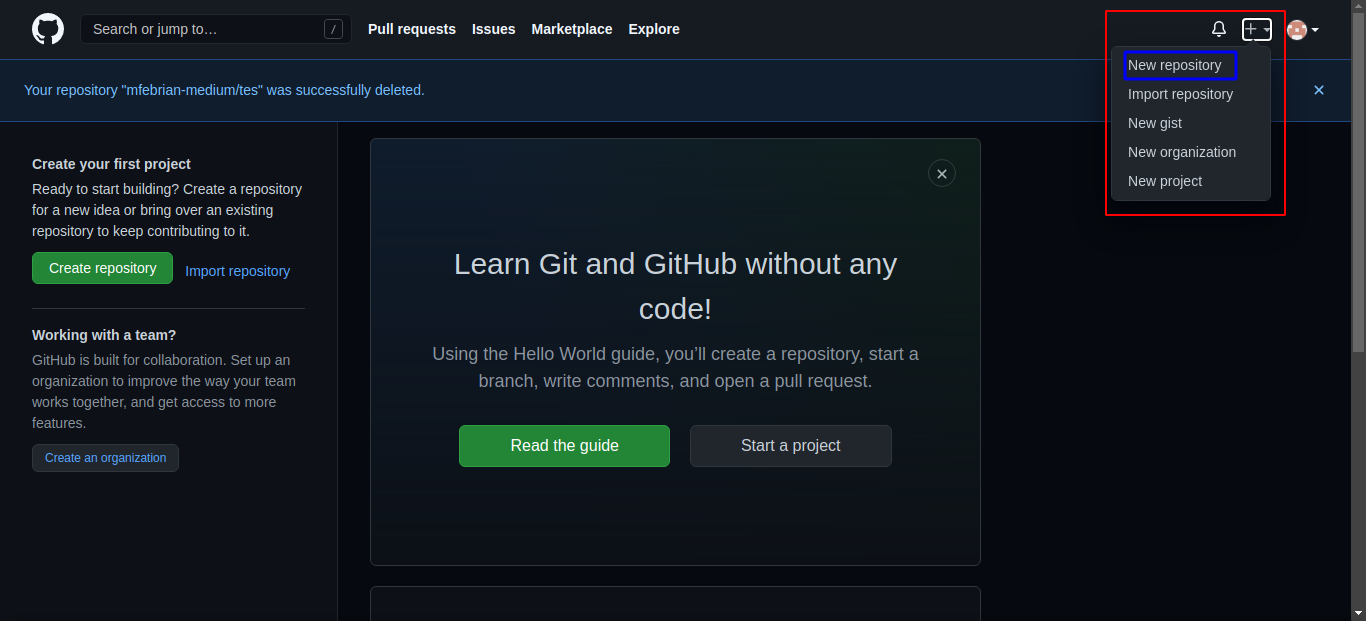 Search or jump to…
/
Pull requests
Issues
Marketplace
Explore
New repository
Import repository
New gist
New organization
New project
Your repository "mfebrian-medium/tes" was successfully deleted.
Create your first project
Ready to start building? Create a repository
for a new idea or bring over an existing
repository to keep contributing to it.
Create repository
Import repository
Working with a team?
GitHub is built for collaboration. Set up an
organization to improve the way your team
works together, and get access to more
features.
Create an organization
Learn Git and GitHub without any
code!
Using the Hello World guide, you’ll create a repository, start a
branch, write comments, and open a pull request.
Read the guide
Start a project